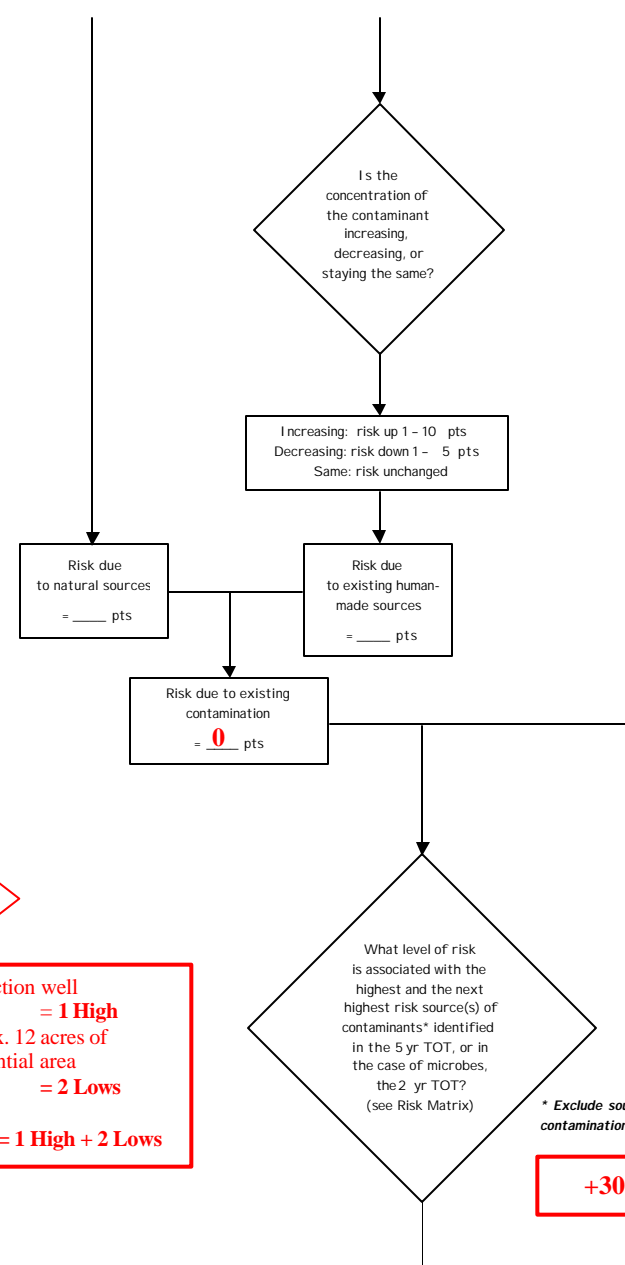 Is the
concentration of
the contaminant
increasing,
decreasing, or
staying the same?
Increasing: risk up 1 – 10 pts
Decreasing: risk down 1 – 5 pts
Same: risk unchanged
Risk due
to natural sources
= ____ pts
Risk due
to existing human-
made sources
= ____ pts
Risk due to existing
contamination
= 0 pts
ction well
= 1 High
x. 12 acres of
ntial area
= 2 Lows
= 1 High + 2 Lows
What level of risk
is associated with the
highest and the next
highest risk source(s) of
contaminants* identified
in the 5 yr TOT, or in
the case of microbes,
the 2 yr TOT?
(see Risk Matrix)
* Exclude sou
contamination
+30